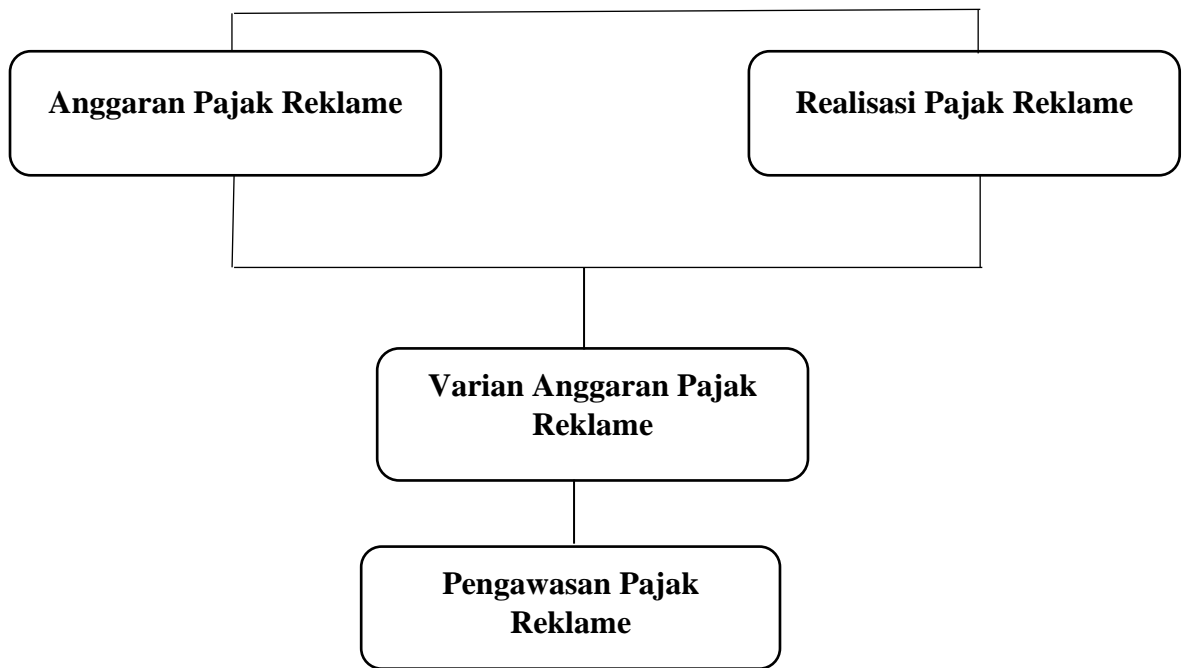 Anggaran Pajak Reklame
Realisasi Pajak Reklame
Varian Anggaran Pajak
Reklame
Pengawasan Pajak
Reklame